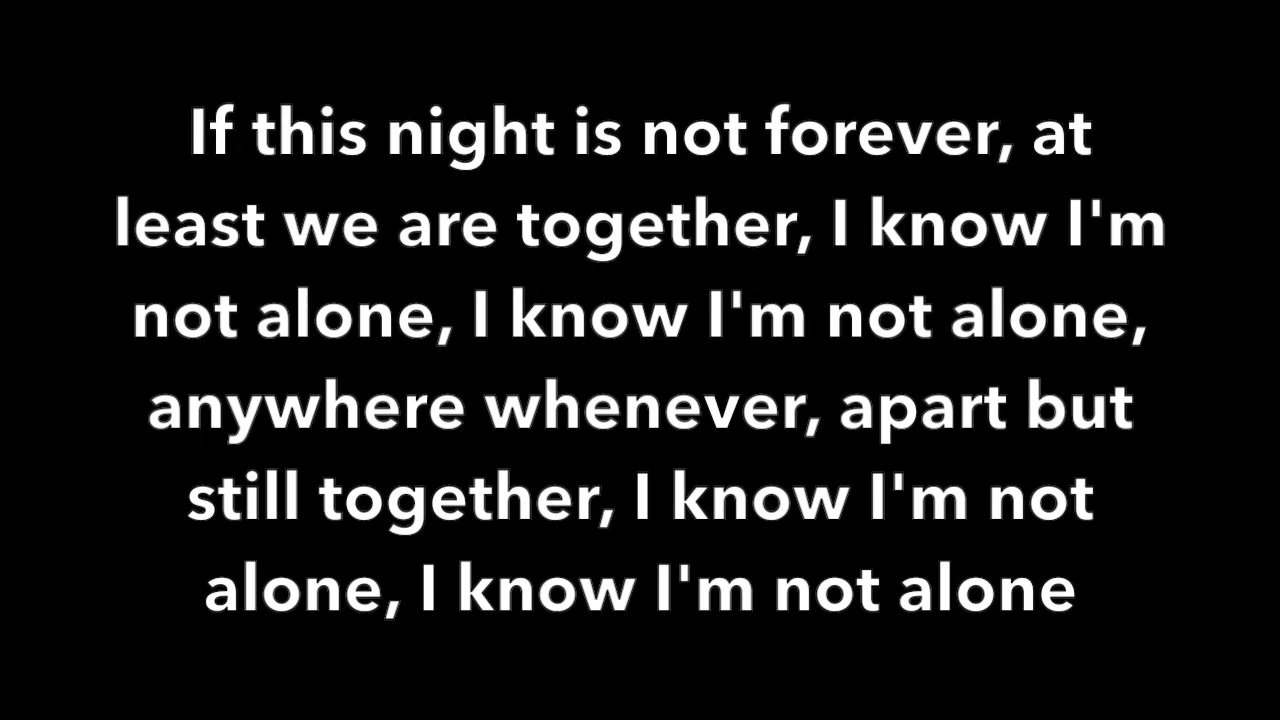 If this night is not forever, at
least we are together, I know I'm
not alone, I know I'm not alone,
anywhere whenever, apart but
still together, I know I'm not
alone, I know I'm not alone